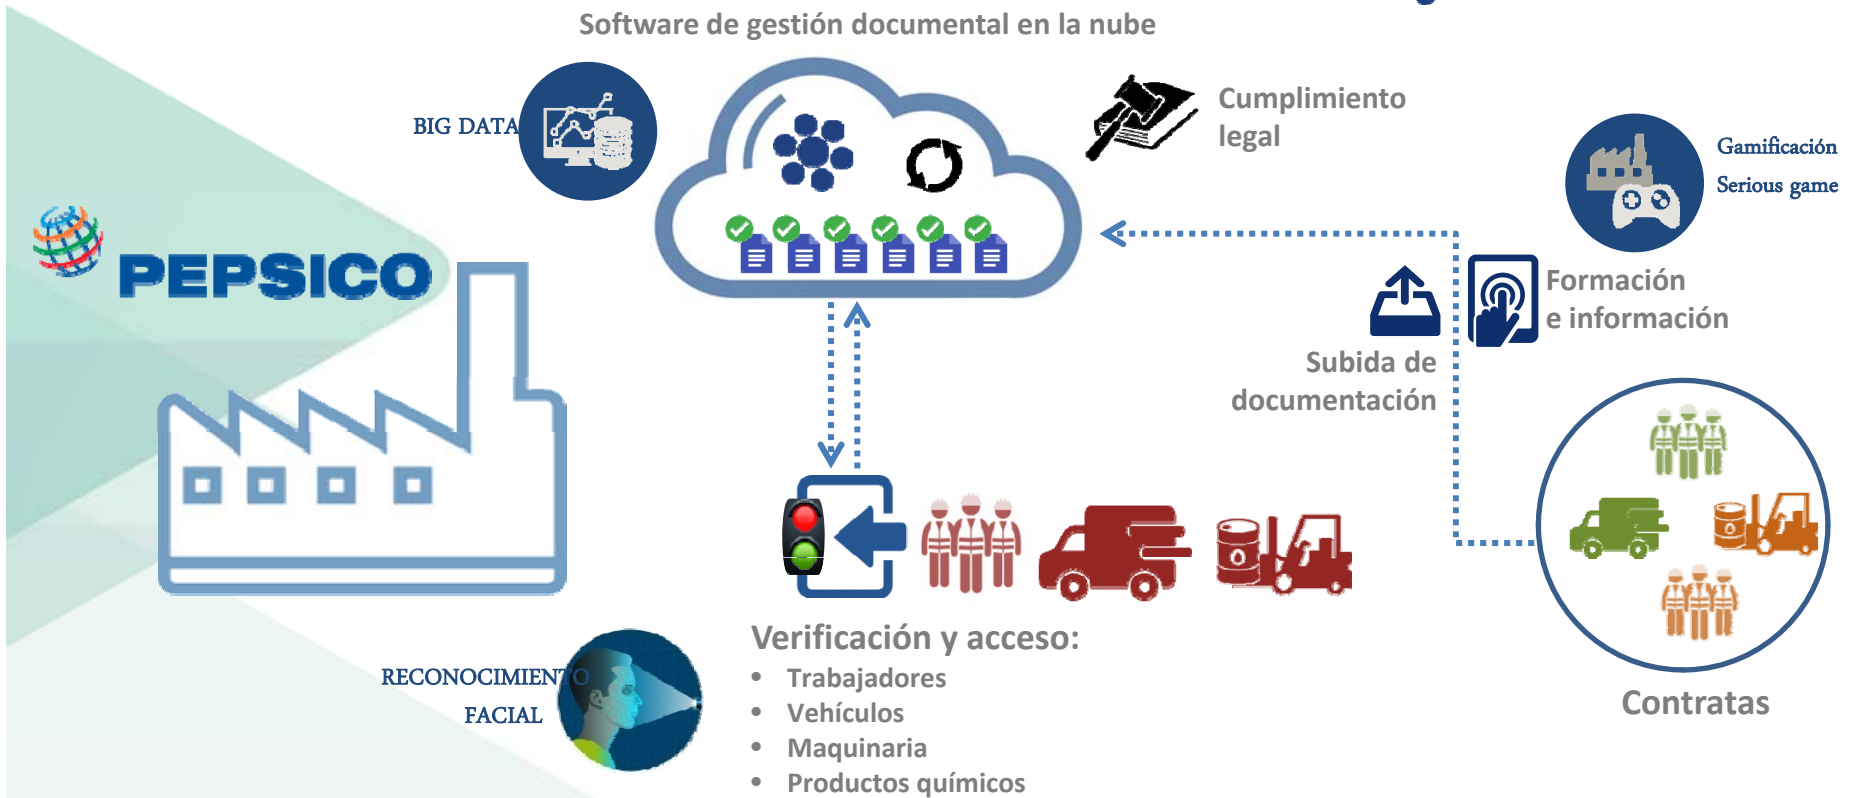 Software de gestión documental en la nube
BIG DATA
Cumplimiento
legal
Gamificación
Serious game
PEPSICO
Formación
e información
Subida de
documentación
Verificación y acceso:
• Trabajadores
• Vehículos
• Maquinaria
• Productos químicos
RECONOCIMIENTO
FACIAL
Contratas